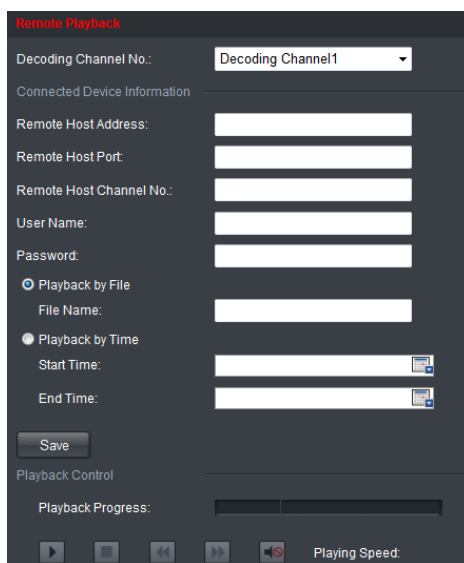 Remote Playback
Decoding Channel No.: Decoding Channel1
Connected Device Information
Remote Host Address:
Remote Host Port:
Remote Host Channel No.:
User Name:
Password:
Playback by File
File Name:
Playback by Time
Start Time:
End Time:
Save
Playback Control
Playback Progress:
Playing Speed: